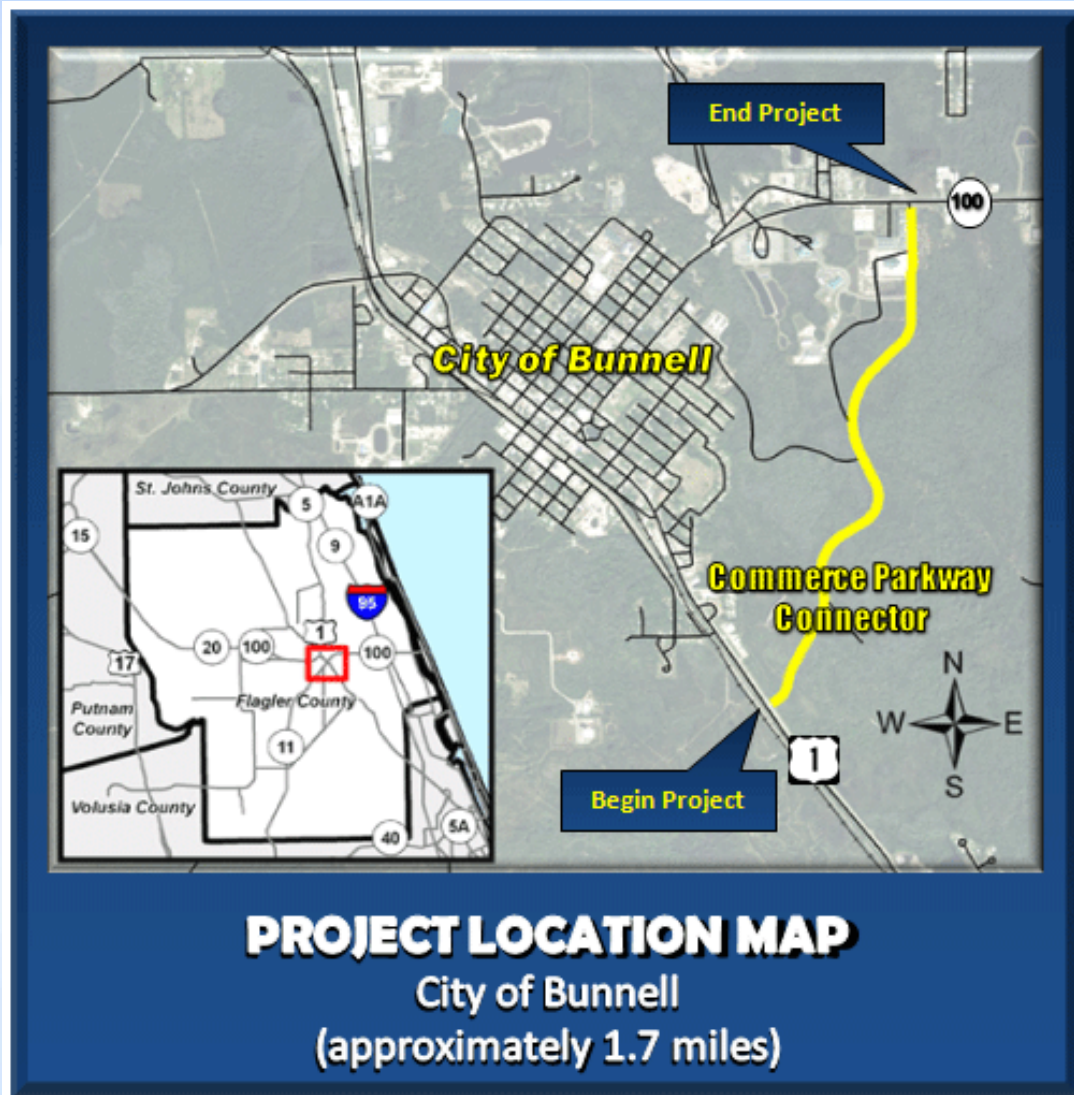 End Project
100
City of Bunnell
Commerce Parkway
Connector
N
W
E
S
1
Begin Project
St. Johns County
5
A1A
15
9
95
1
20
100
100
17
Flagler County
Putnam
County
11
Volusia County
40
5A
PROJECT LOCATION MAP
City of Bunnell
(approximately 1.7 miles)